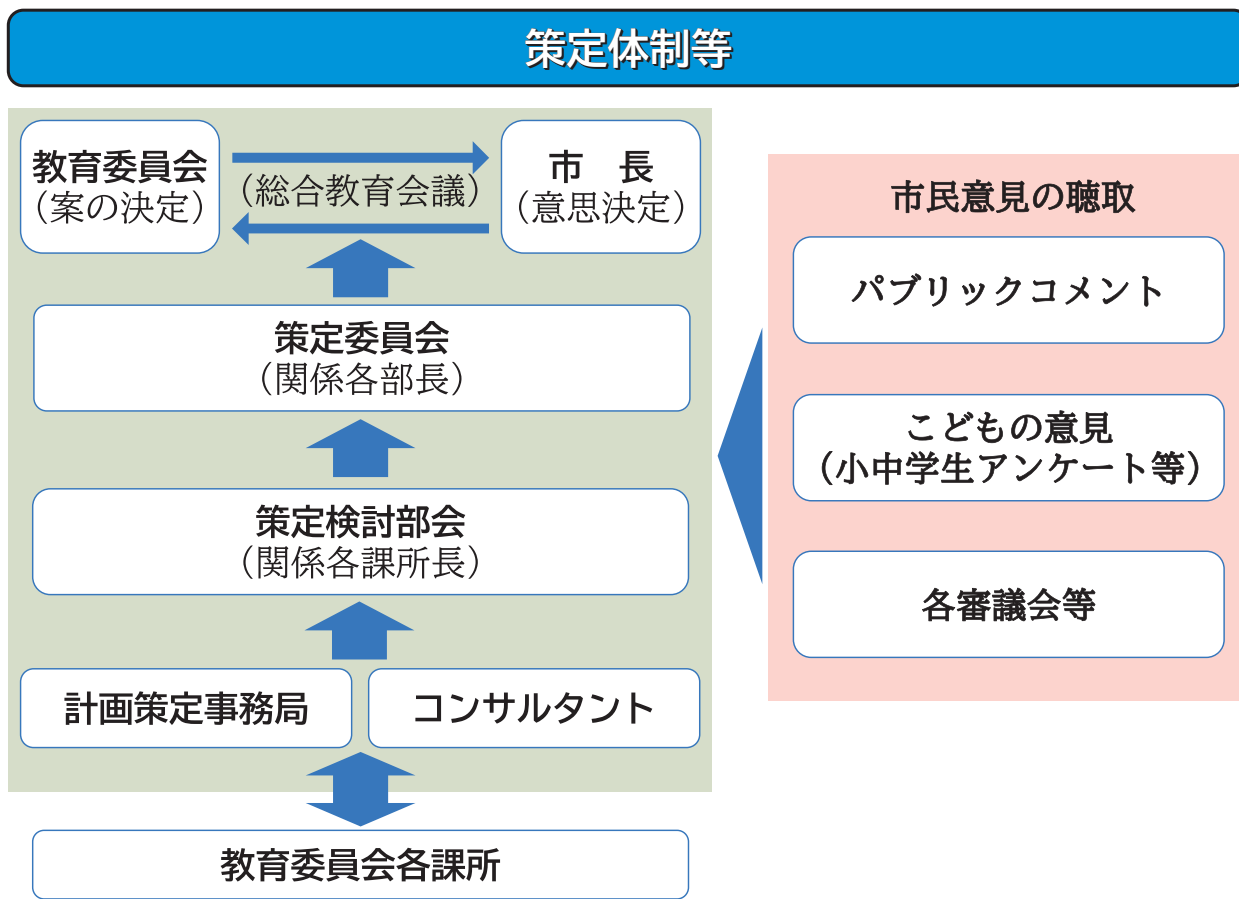 策定体制等
教育委員会
（案の決定）
（総合教育会議）
市　長
（意思決定）
策定委員会
（関係各部長）
策定検討部会
（関係各課所長）
計画策定事務局
コンサルタント
教育委員会各課所
市民意見の聴取
パブリックコメント
こどもの意見
（小中学生アンケート等）
各審議会等